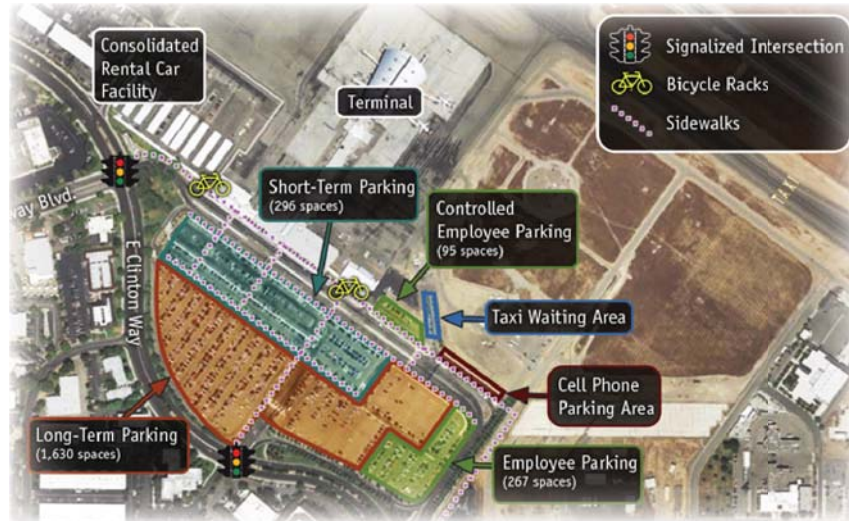 Consolidated
Rental Car
Facility
Terminal
Signalized Intersection
Bicycle Racks
Sidewalks
TAXI
Short-Term Parking
(296 spaces)
Controlled
Employee Parking
(95 spaces)
way Blvd.
E Clinton Way
Taxi Waiting Area
Cell Phone
Parking Area
Long-Term Parking
(1,630 spaces)
Employee Parking
(267 spaces)